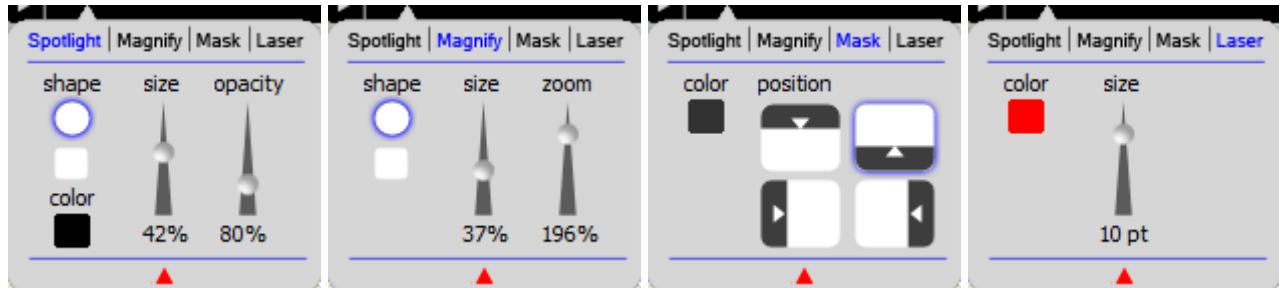 Spotlight | Magnify | Mask | Laser
shape size opacity
color
42% 80%
Spotlight | Magnify | Mask | Laser
shape size zoom
37% 196%
Spotlight | Magnify | Mask | Laser
color position
Spotlight | Magnify | Mask | Laser
color size
10 pt